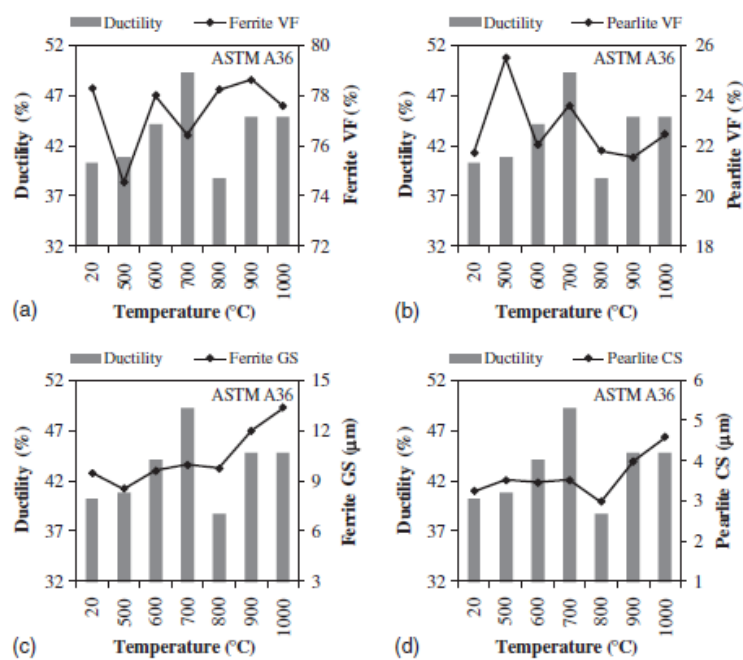 Ductility Ferrite VF
ASTM A36
52 47 42 37 32
Ductility (%)
80 78 76 74 72
Ferrite VF (%)
20 500 600 700 800 900 1000
Temperature (°C)
(a)
Ductility Pearlite VF
ASTM A36
52 47 42 37 32
Ductility (%)
26 24 22 20 18
Pearlite VF (%)
20 500 600 700 800 900 1000
Temperature (°C)
(b)
Ductility Ferrite GS
ASTM A36
52 47 42 37 32
Ductility (%)
15 12 9 6 3
Ferrite GS (μm)
20 500 600 700 800 900 1000
Temperature (°C)
(c)
Ductility Pearlite CS
ASTM A36
52 47 42 37 32
Ductility (%)
6 5 4 3 2 1
Pearlite CS (μm)
20 500 600 700 800 900 1000
Temperature (°C)
(d)